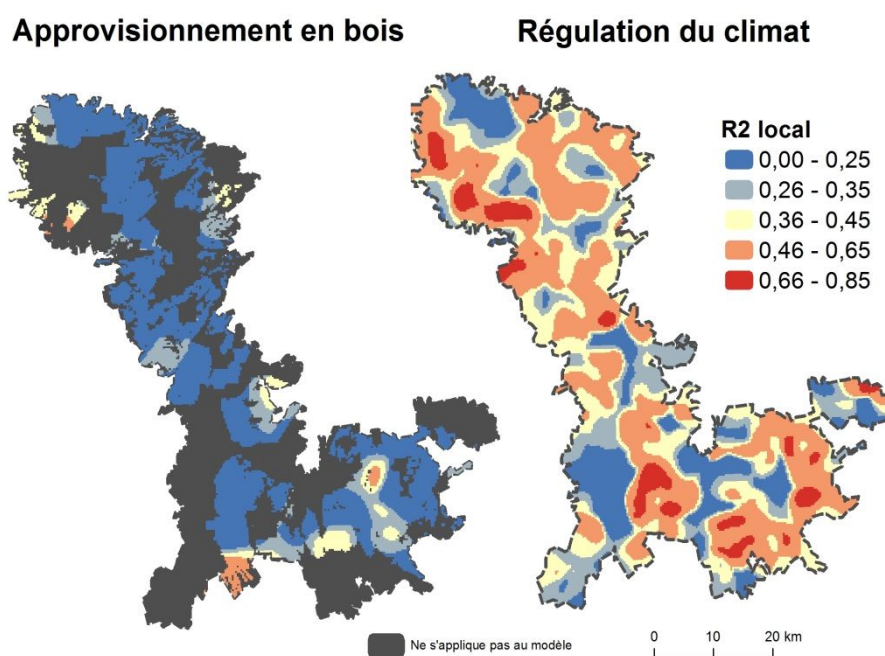 Approvisionnement en bois
Régulation du climat
R2 local
0,00 - 0,25
0,26 - 0,35
0,36 - 0,45
0,46 - 0,65
0,66 - 0,85
Ne s'applique pas au modèle
0 10 20 km